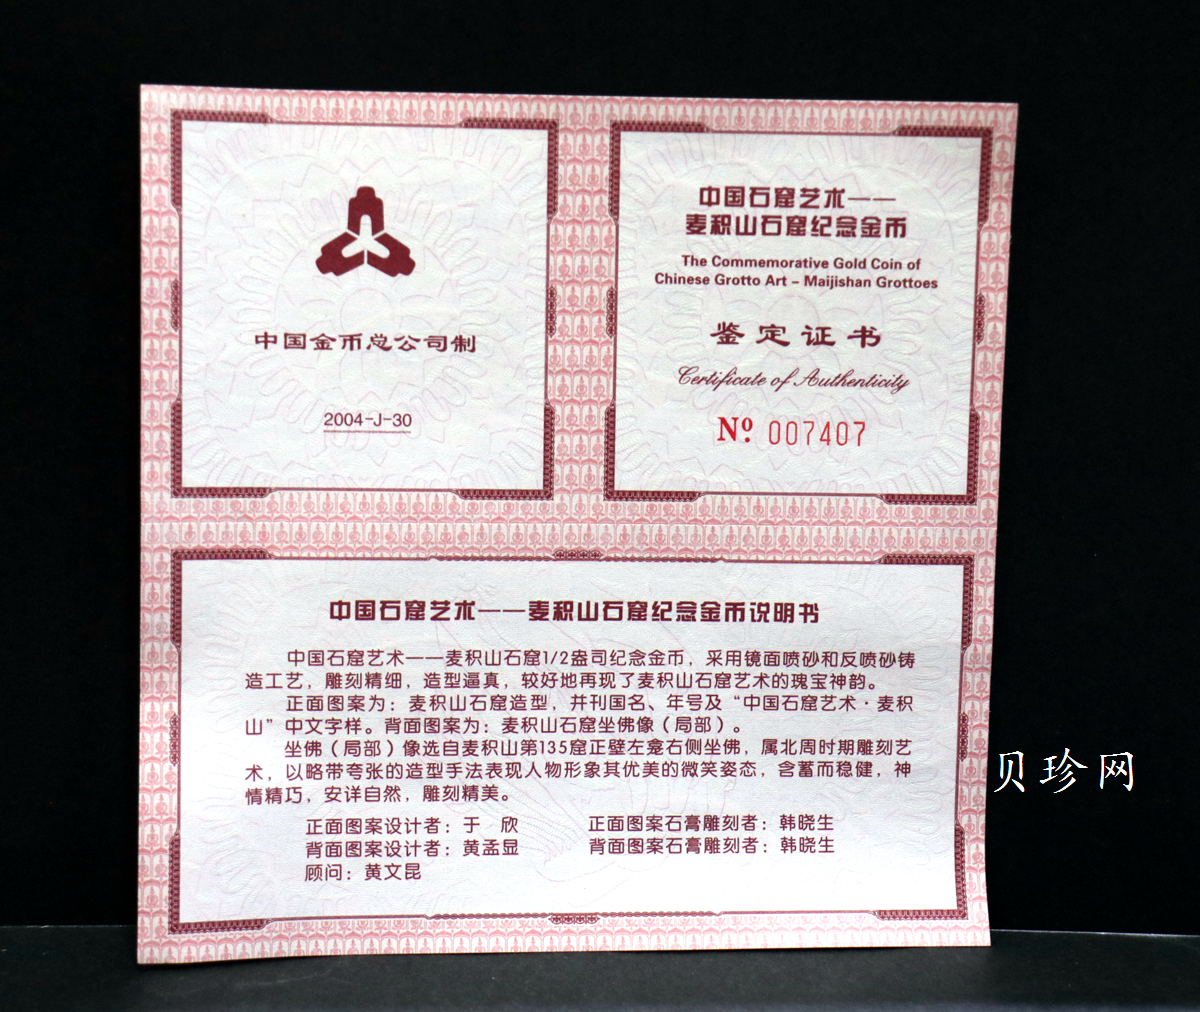 中国金币总公司制
2004-J-30
中国石窟艺术——
麦积山石窟纪念金币
The Commemorative Gold Coin of
Chinese Grotto Art – Maijishan Grottoes
鉴定证书
Certificate of Authenticity
Nº 007407
中国石窟艺术——麦积山石窟纪念金币说明书
中国石窟艺术——麦积山石窟1/2盎司纪念金币，采用镜面喷砂和反喷砂铸
造工艺，雕刻精细，造型逼真，较好地再现了麦积山石窟艺术的瑰宝神韵。
正面图案为：麦积山石窟造型，并刊国名、年号及“中国石窟艺术·麦积
山”中文字样。背面图案为：麦积山石窟坐佛像（局部）。
坐佛（局部）像选自麦积山第135窟正壁左龛右侧坐佛，属北周时期雕刻艺
术，以略带夸张的造型手法表现人物形象其优美的微笑姿态，含蓄而稳健，神
情精巧，安详自然，雕刻精美。
正面图案设计者：于　欣　正面图案石膏雕刻者：韩晓生
背面图案设计者：黄孟显　背面图案石膏雕刻者：韩晓生
顾问：黄文昆
贝珍网